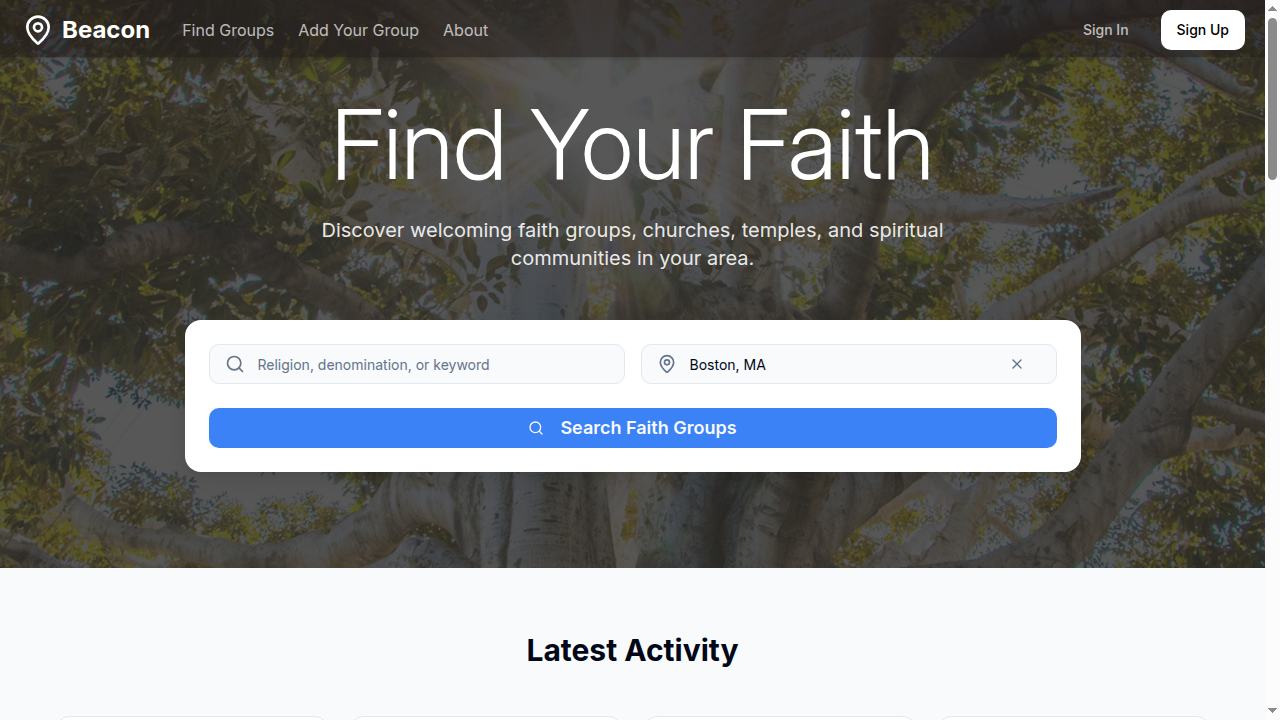 Beacon
Find Groups
Add Your Group
About
Sign In
Sign Up
Find Your Faith
Discover welcoming faith groups, churches, temples, and spiritual
communities in your area.
Religion, denomination, or keyword
Boston, MA
Search Faith Groups
Latest Activity